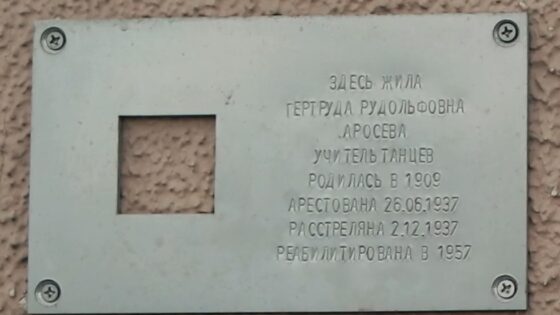 ЗДЕСЬ ЖИЛА
ГЕРТРУДА РУДОЛЬФОВНА
АРОСЕВА
УЧИТЕЛЬ ТАНЦЕВ
РОДИЛАСЬ В 1909
АРЕСТОВАНА 26.06.1937
РАССТРЕЛЯНА 2.12.1937
РЕАБИЛИТИРОВАНА В 1957